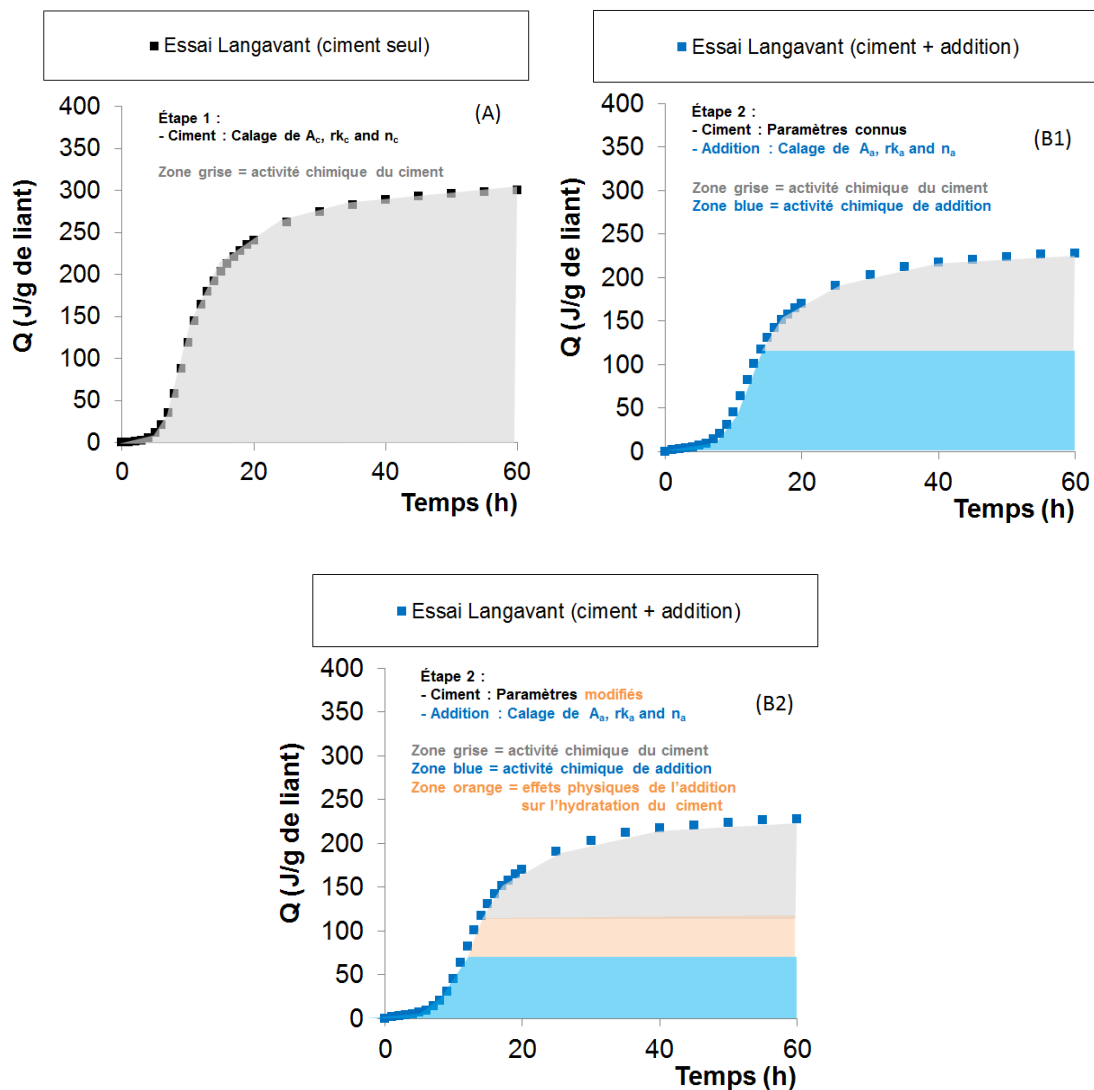 Essai Langavant (ciment seul)
(A)
Étape 1 :
- Ciment : Calage de Ac, rkc and nc
Zone grise = activité chimique du ciment
Q (J/g de liant)
400
350
300
250
200
150
100
50
0
0 20 40 60
Temps (h)
Essai Langavant (ciment + addition)
(B1)
Étape 2 :
- Ciment : Paramètres connus
- Addition : Calage de Aa, rka and na
Zone grise = activité chimique du ciment
Zone blue = activité chimique de addition
Q (J/g de liant)
400
350
300
250
200
150
100
50
0
0 20 40 60
Temps (h)
Essai Langavant (ciment + addition)
(B2)
Étape 2 :
- Ciment : Paramètres modifiés
- Addition : Calage de Aa, rka and na
Zone grise = activité chimique du ciment
Zone blue = activité chimique de addition
Zone orange = effets physiques de l'addition
sur l'hydratation du ciment
Q (J/g de liant)
400
350
300
250
200
150
100
50
0
0 20 40 60
Temps (h)